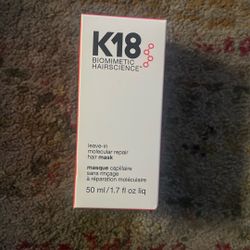 K18
BIOMIMETIC
HAIRSCIENCE
leave-in
molecular repair
hair mask
masque capillaire
sans rinçage
à réparation moléculaire
50 ml/1.7 fl oz liq